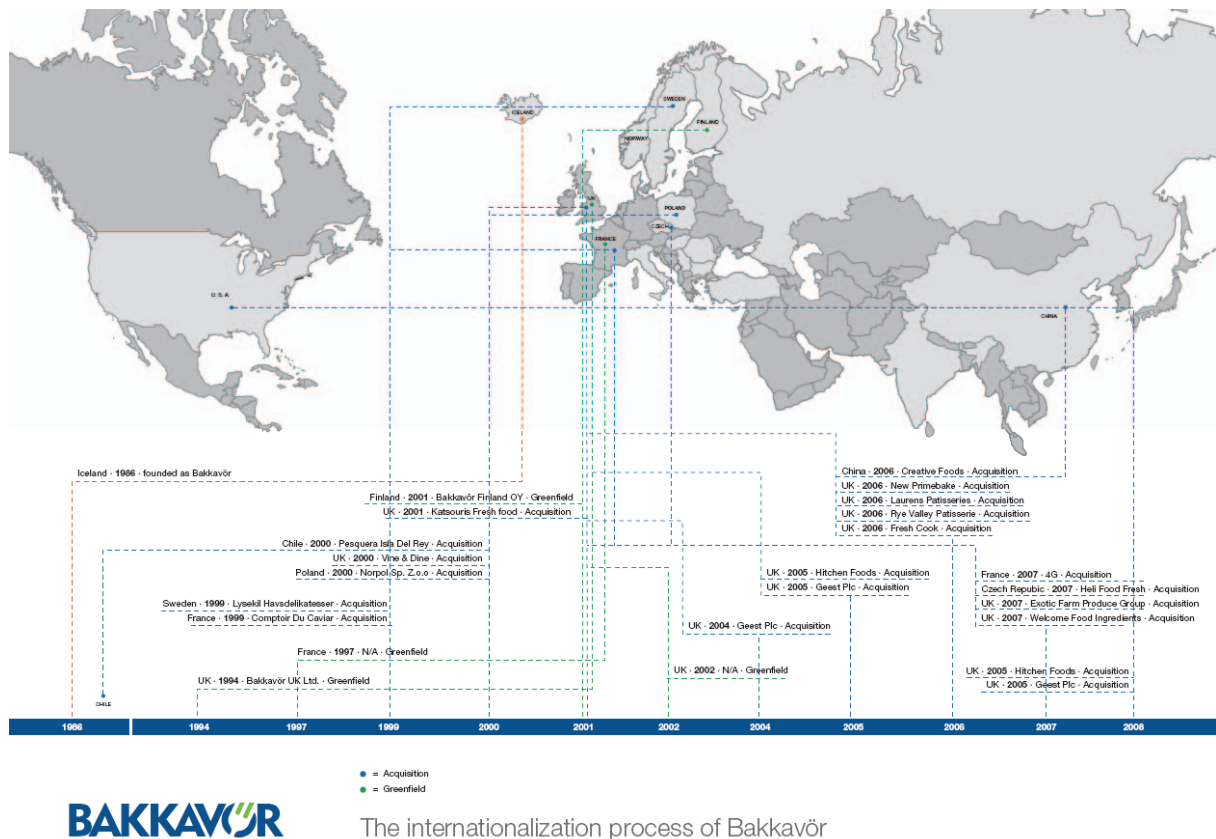 SWEDEN
ICELAND
FINLAND
NORWAY
UK
POLAND
CZECH
FRANCE
U. S. A
CHINA
Iceland · 1986 · founded as Bakkavör
China · 2006 · Creative Foods · Acquisition
UK · 2006 · New Primebake · Acquisition
UK · 2006 · Laurens Patisseries · Acquisition
UK · 2006 · Rye Valley Patisserie · Acquisition
UK · 2006 · Fresh Cook · Acquisition
Finland · 2001 · Bakkavör Finland OY · Greenfield
UK · 2001 · Katsouris Fresh food · Acquisition
Chile · 2000 · Pesquera Isla Del Rey · Acquisition
UK · 2000 · Vine & Dine · Acquisition
Poland · 2000 · Norpol Sp. Z.o.o · Acquisition
UK · 2005 · Hitchen Foods · Acquisition
UK · 2005 · Geest Plc · Acquisition
France · 2007 · 4G · Acquisition
Czech Repubic · 2007 · Heli Food Fresh · Acquisition
UK · 2007 · Exotic Farm Produce Group · Acquisition
UK · 2007 · Welcome Food Ingredients · Acquisition
Sweden · 1999 · Lysekil Havsdelikatesser · Acquisition
France · 1999 · Comptoir Du Caviar · Acquisition
UK · 2004 · Geest Plc · Acquisition
France · 1997 · N/A · Greenfield
UK · 2002 · N/A · Greenfield
UK · 1994 · Bakkavör UK Ltd. · Greenfield
UK · 2005 · Hitchen Foods · Acquisition
UK · 2005 · Geest Plc · Acquisition
CHILE
1986 1994 1997 1999 2000 2001 2002 2004 2005 2006 2007 2008
= Acquisition
= Greenfield
BAKKAVÖR
The internationalization process of Bakkavör